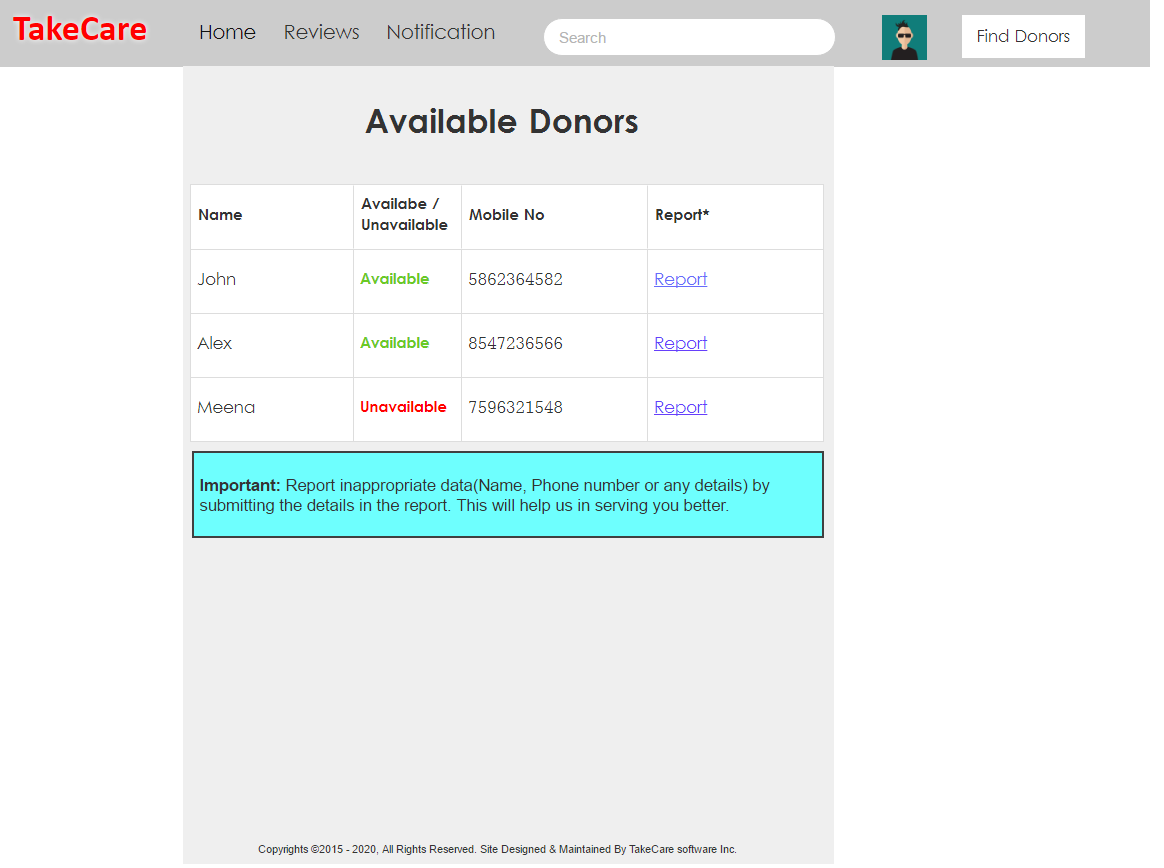 TakeCare Home Reviews Notification Search Find Donors
Available Donors
Name Availabe / Unavailable Mobile No Report*
John Available 5862364582 Report
Alex Available 8547236566 Report
Meena Unavailable 7596321548 Report
Important: Report inappropriate data(Name, Phone number or any details) by
submitting the details in the report. This will help us in serving you better.
Copyrights ©2015 - 2020, All Rights Reserved. Site Designed & Maintained By TakeCare software Inc.